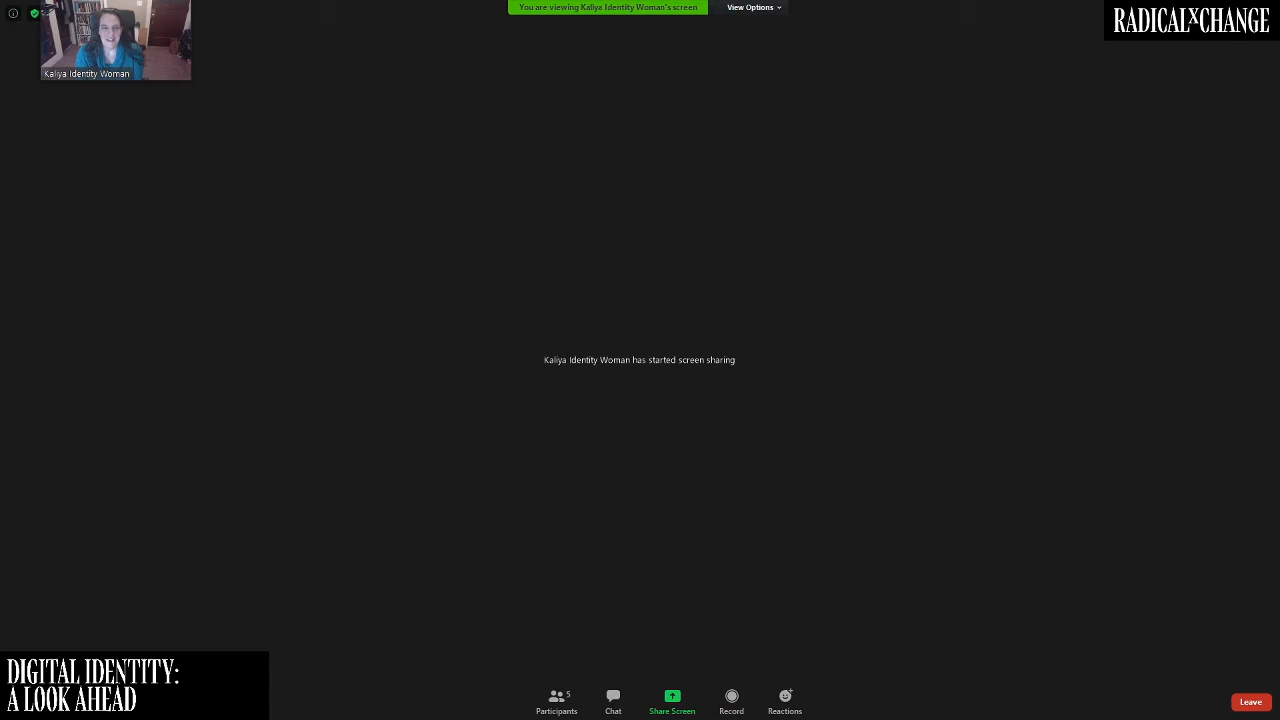 You are viewing Kaliya Identity Woman's screen
View Options
RADICALXCHANGE
Kaliya Identity Woman
Kaliya Identity Woman has started screen sharing
DIGITAL IDENTITY:
A LOOK AHEAD
5
Participants
Chat
Share Screen
Record
Reactions
Leave